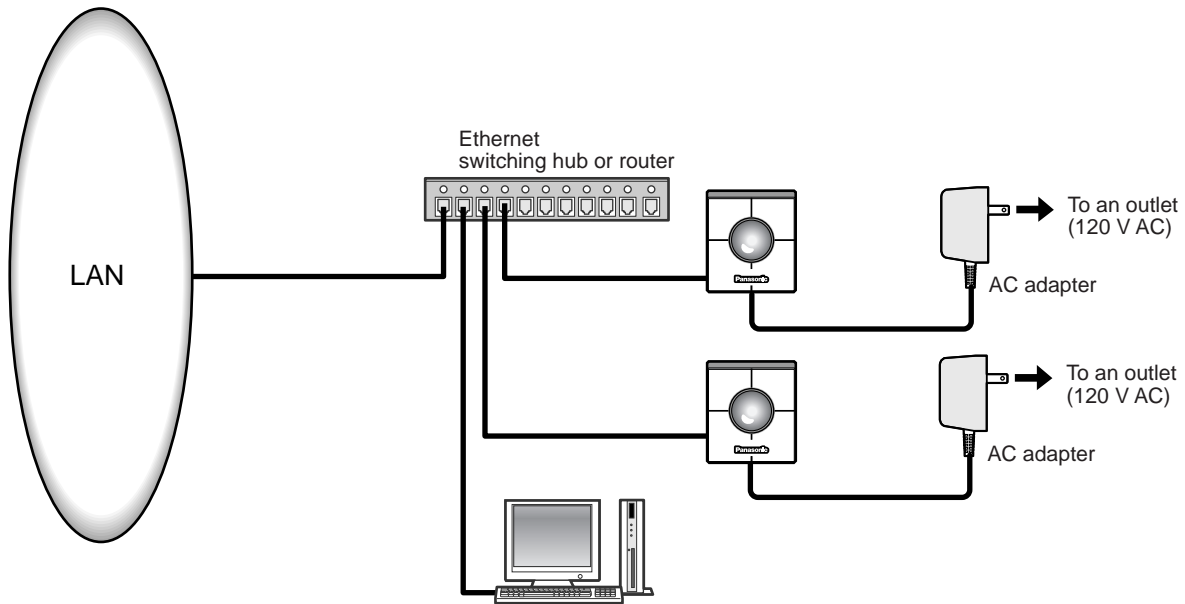 Ethernet
switching hub or router
LAN
Panasonic
To an outlet
(120 V AC)
AC adapter
Panasonic
To an outlet
(120 V AC)
AC adapter